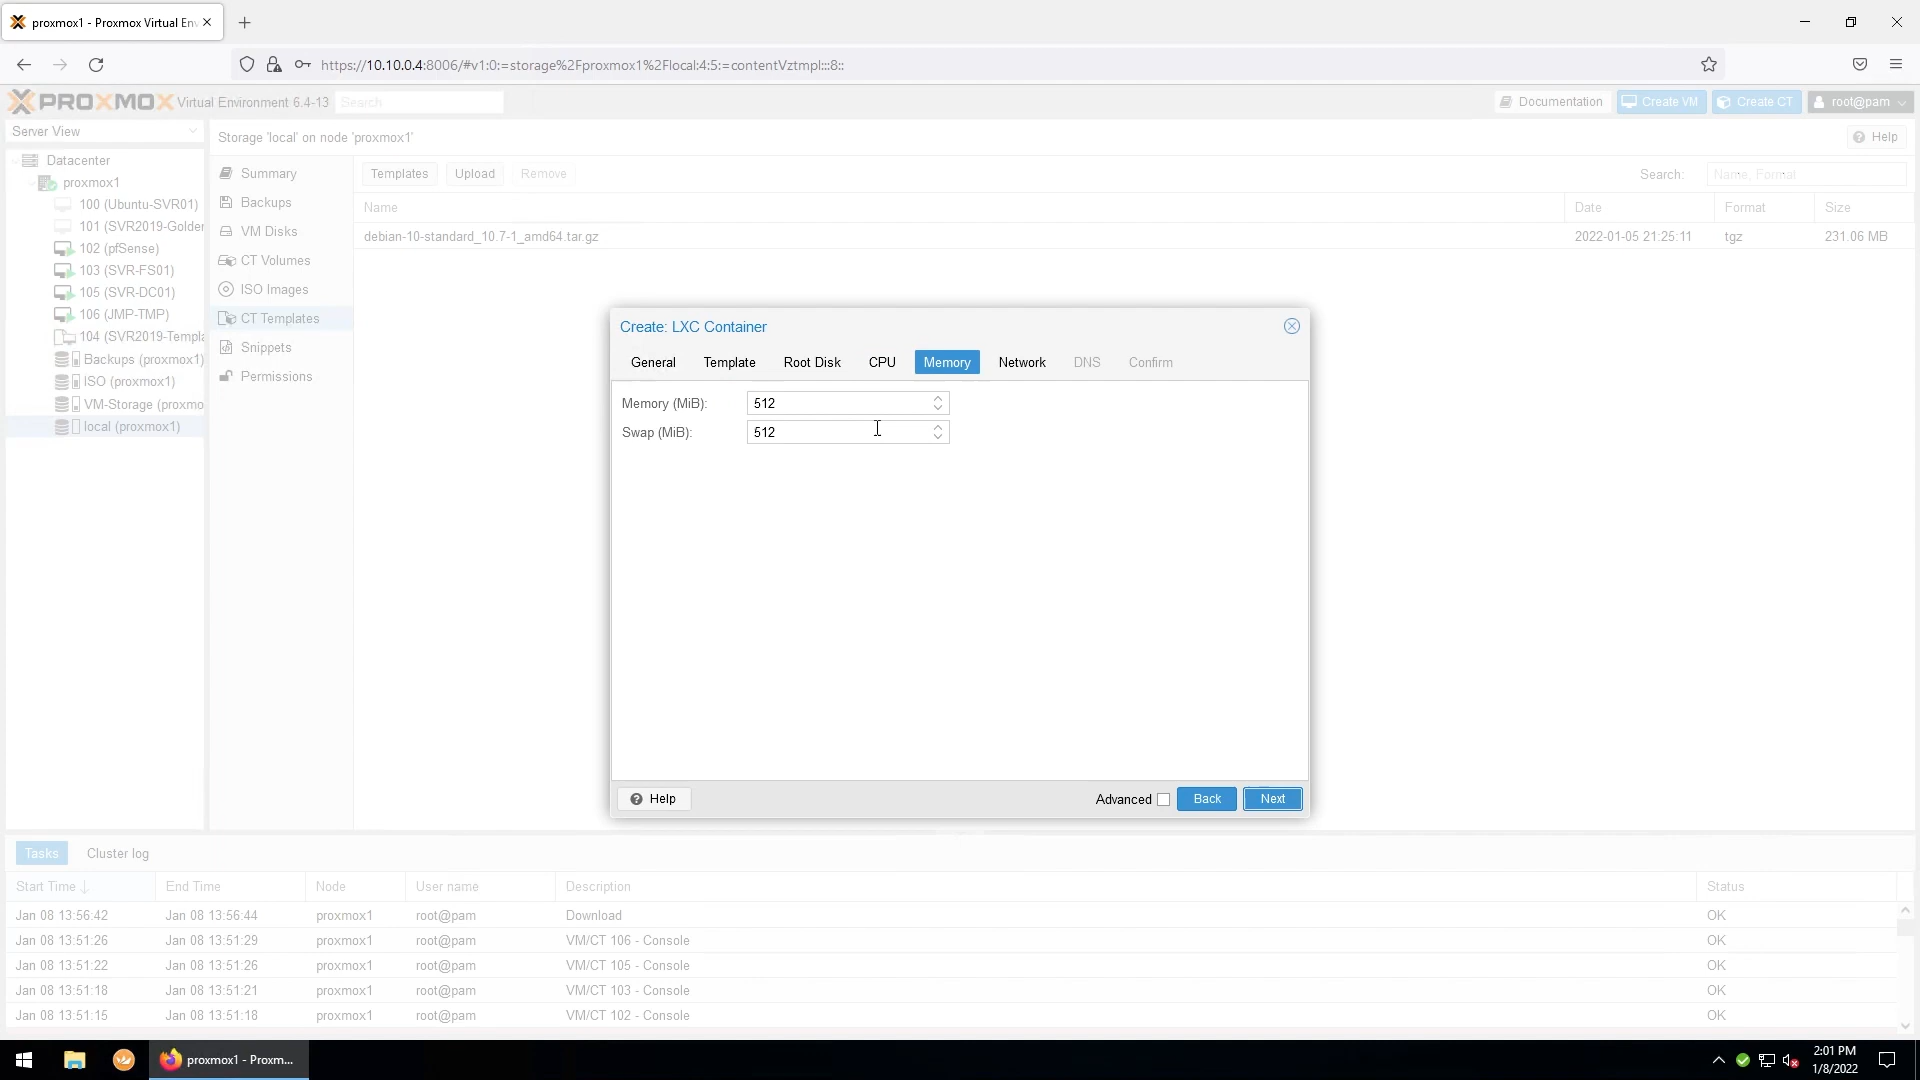 proxmox1 - Proxmox Virtual En
https://10.10.0.4:8006/#v1:0:=storage%2Fproxmox1%2Flocal:4:5:=contentVztmpl:::8::
PROXMOX Virtual Environment 6.4-13 Search
Documentation Create VM Create CT root@pam
Server View
Storage 'local' on node 'proxmox1'
Help
Datacenter
proxmox1
100 (Ubuntu-SVR01)
101 (SVR2019-Golder
102 (pfSense)
103 (SVR-FS01)
105 (SVR-DC01)
106 (JMP-TMP)
104 (SVR2019-Templa
Backups (proxmox1)
ISO (proxmox1)
VM-Storage (proxmo
local (proxmox1)
Summary
Backups
VM Disks
CT Volumes
ISO Images
CT Templates
Snippets
Permissions
Templates Upload Remove Search: Name, Format
Name Date Format Size
debian-10-standard_10.7-1_amd64.tar.gz 2022-01-05 21:25:11 tgz 231.06 MB
Create: LXC Container
General Template Root Disk CPU Memory Network DNS Confirm
Memory (MiB): 512
Swap (MiB): 512
Help Advanced Back Next
Tasks Cluster log
Start Time End Time Node User name Description Status
Jan 08 13:56:42 Jan 08 13:56:44 proxmox1 root@pam Download OK
Jan 08 13:51:26 Jan 08 13:51:29 proxmox1 root@pam VM/CT 106 - Console OK
Jan 08 13:51:22 Jan 08 13:51:26 proxmox1 root@pam VM/CT 105 - Console OK
Jan 08 13:51:18 Jan 08 13:51:21 proxmox1 root@pam VM/CT 103 - Console OK
Jan 08 13:51:15 Jan 08 13:51:18 proxmox1 root@pam VM/CT 102 - Console OK
proxmox1 - Proxm...
2:01 PM
1/8/2022